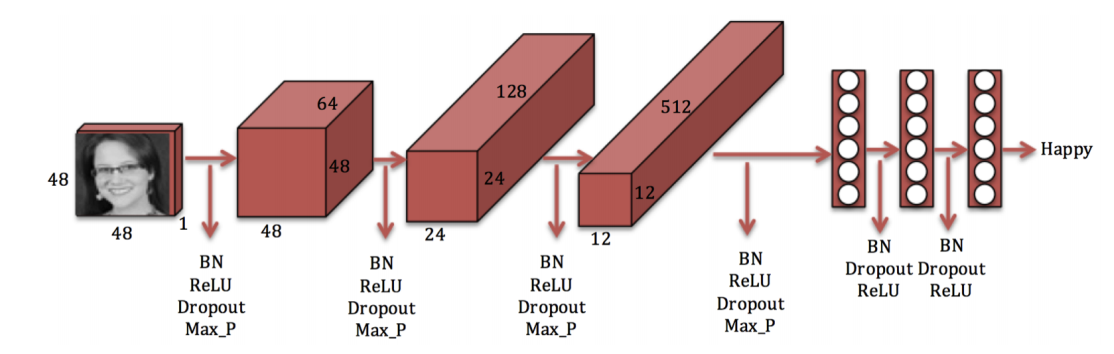 48
48
1
BN
ReLU
Dropout
Max_P
64
48
48
BN
ReLU
Dropout
Max_P
128
24
24
BN
ReLU
Dropout
Max_P
512
12
12
BN
ReLU
Dropout
Max_P
BN
Dropout
ReLU
BN
Dropout
ReLU
Happy